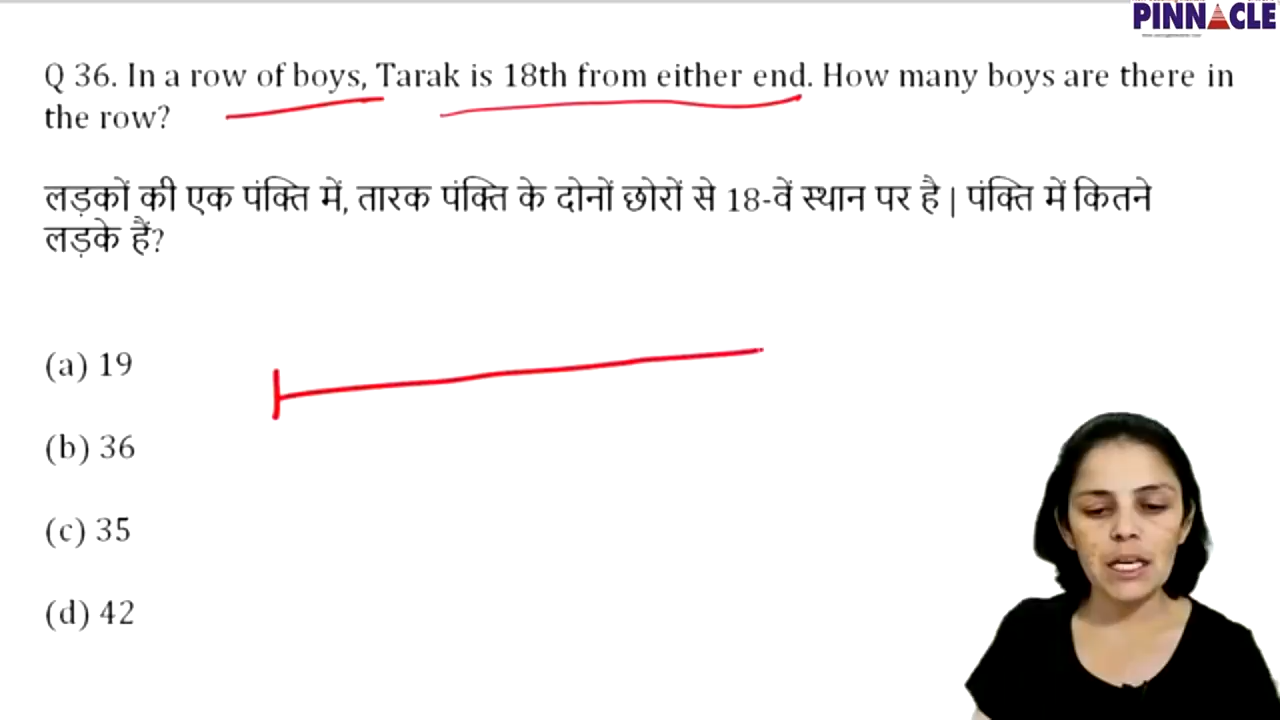 PINNACLE
Q 36. In a row of boys, Tarak is 18th from either end. How many boys are there in
the row?
लड़कों की एक पंक्ति में, तारक पंक्ति के दोनों छोरों से 18-वें स्थान पर है | पंक्ति में कितने
लड़के हैं?
(a) 19
(b) 36
(c) 35
(d) 42